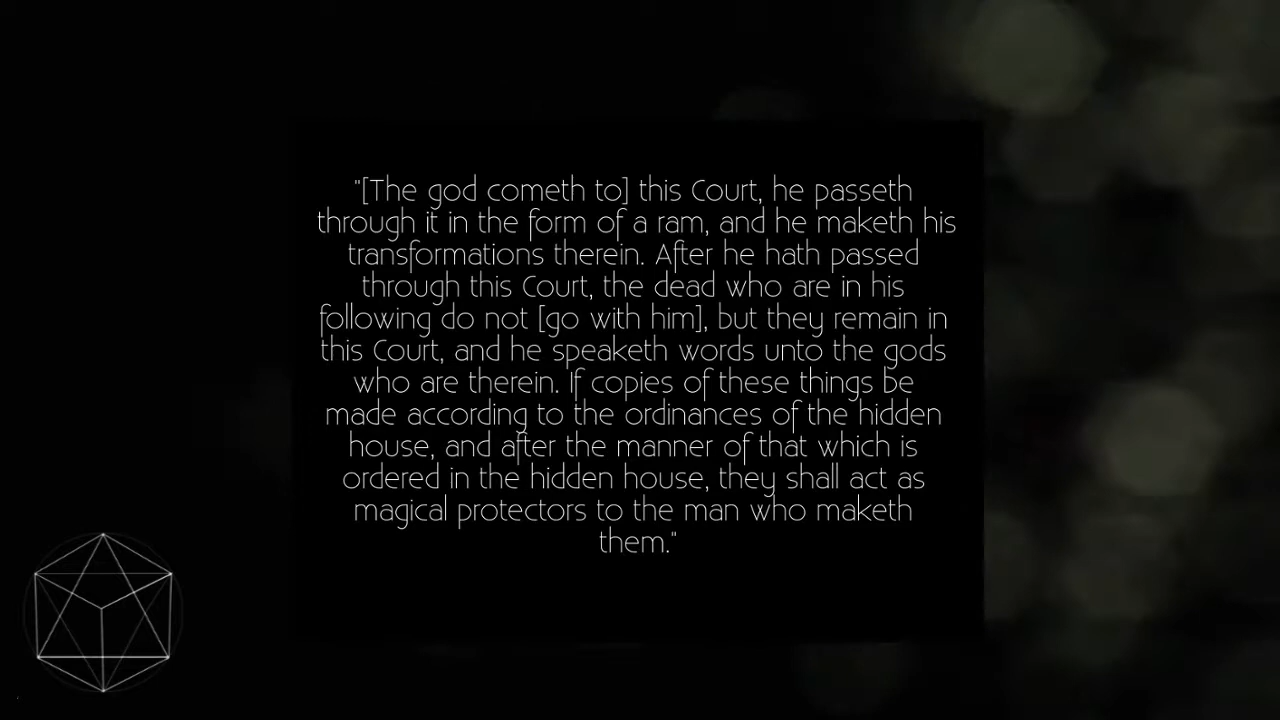 "[The god cometh to] this Court, he passeth
through it in the form of a ram, and he maketh his
transformations therein. After he hath passed
through this Court, the dead who are in his
following do not [go with him], but they remain in
this Court, and he speaketh words unto the gods
who are therein. If copies of these things be
made according to the ordinances of the hidden
house, and after the manner of that which is
ordered in the hidden house, they shall act as
magical protectors to the man who maketh
them."